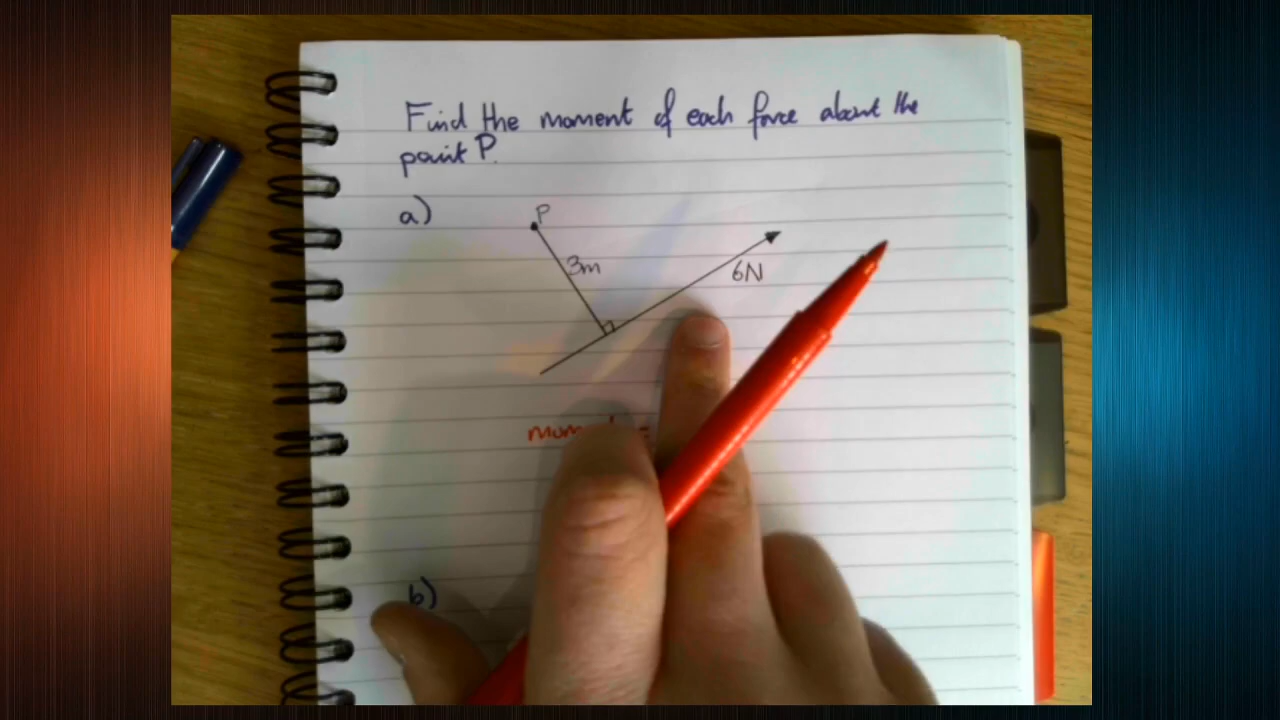 Find the moment of each force about the
point P.
a)
P
3m
6N
b)